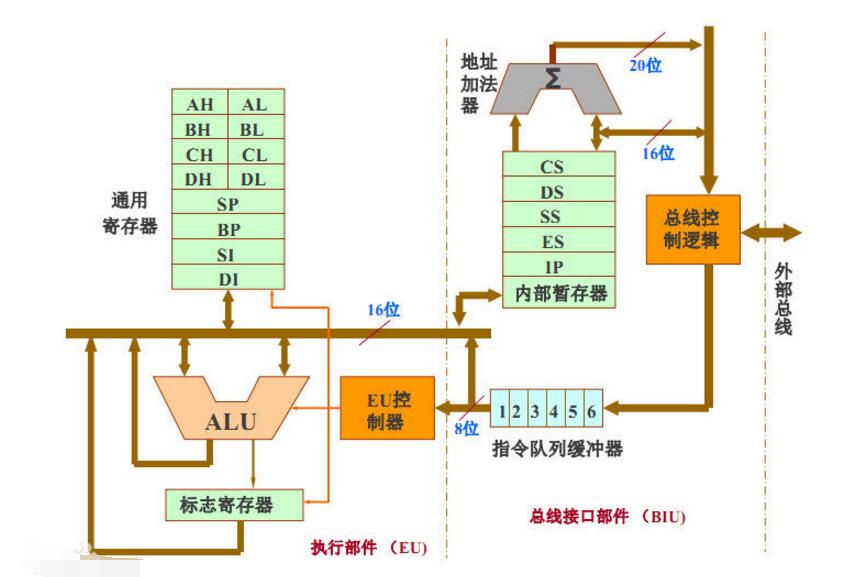 地址
加法
器
Σ
20位
16位
AH AL
BH BL
CH CL
DH DL
SP
BP
SI
DI
通用
寄存器
CS
DS
SS
ES
IP
内部暂存器
总线控
制逻辑
外
部
总
线
16位
ALU
EU控
制器
8位
1 2 3 4 5 6
指令队列缓冲器
标志寄存器
执行部件 （EU)
总线接口部件 （BIU)